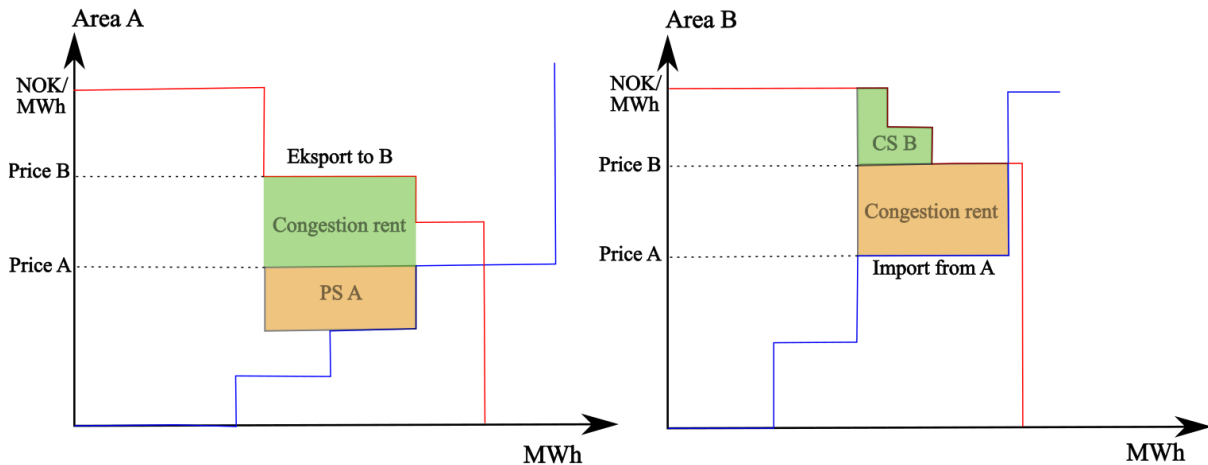 Area A
NOK/
MWh
Eksport to B
Price B
Congestion rent
Price A
PS A
MWh
Area B
NOK/
MWh
CS B
Price B
Congestion rent
Price A
Import from A
MWh